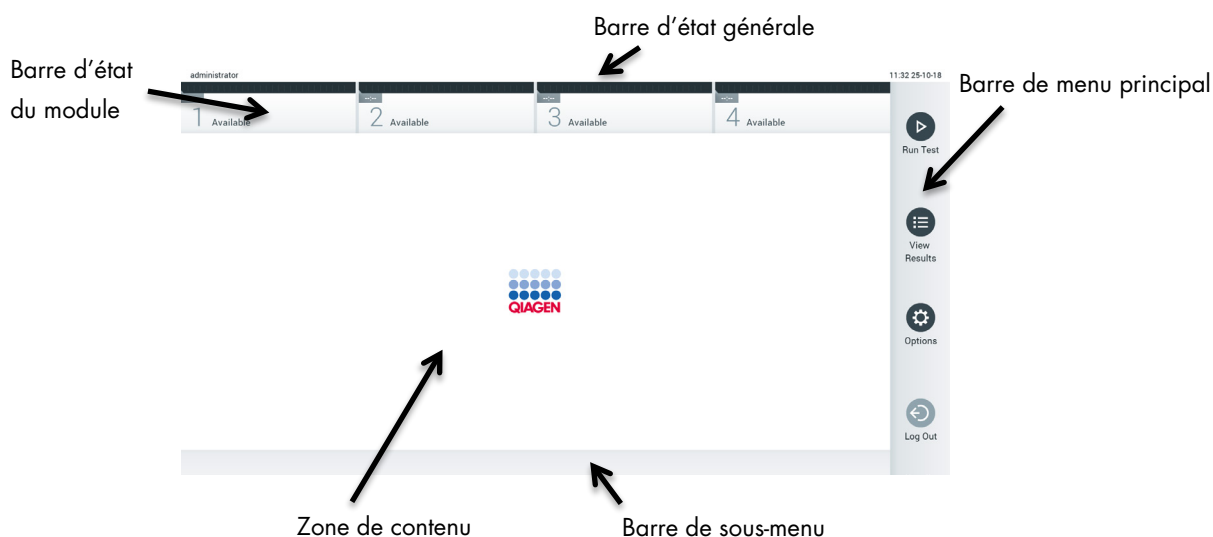 Barre d'état générale
Barre d'état
du module
Barre de menu principal
administrator
11:32 25-10-18
--:--
--:--
--:--
1 Available
2 Available
3 Available
4 Available
Run Test
View
Results
QIAGEN
Options
Log Out
Zone de contenu
Barre de sous-menu